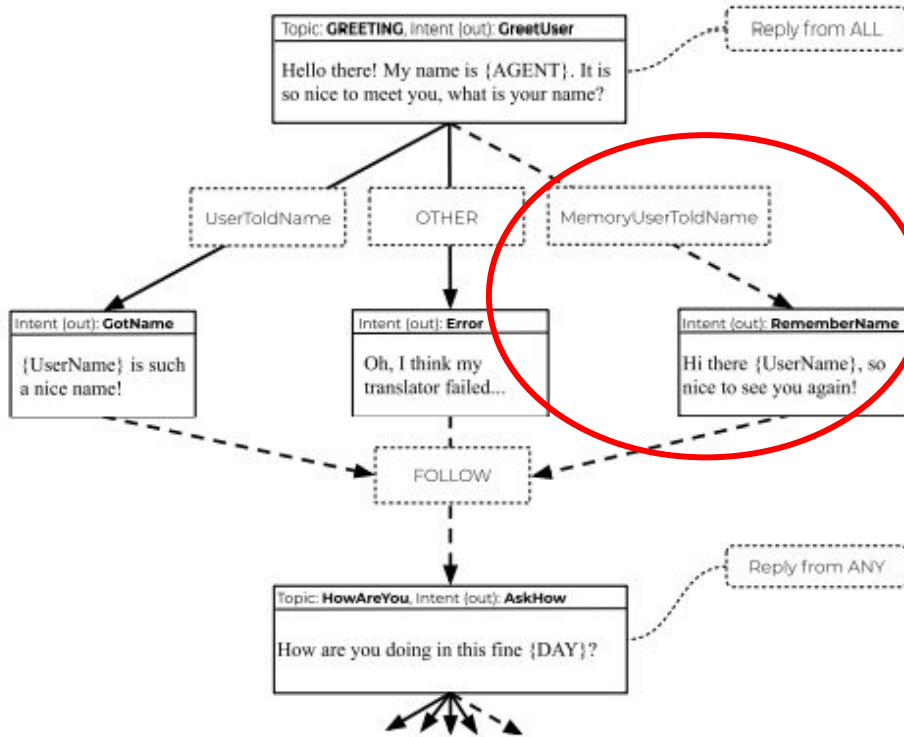 Topic: GREETING, Intent (out): GreetUser
Reply from ALL
Hello there! My name is {AGENT}. It is
so nice to meet you, what is your name?
UserToldName
OTHER
MemoryUserToldName
Intent (out): GotName
{UserName} is such
a nice name!
Intent (out): Error
Oh, I think my
translator failed...
Intent (out): RememberName
Hi there {UserName}, so
nice to see you again!
FOLLOW
Reply from ANY
Topic: HowAreYou, Intent (out): AskHow
How are you doing in this fine {DAY}?